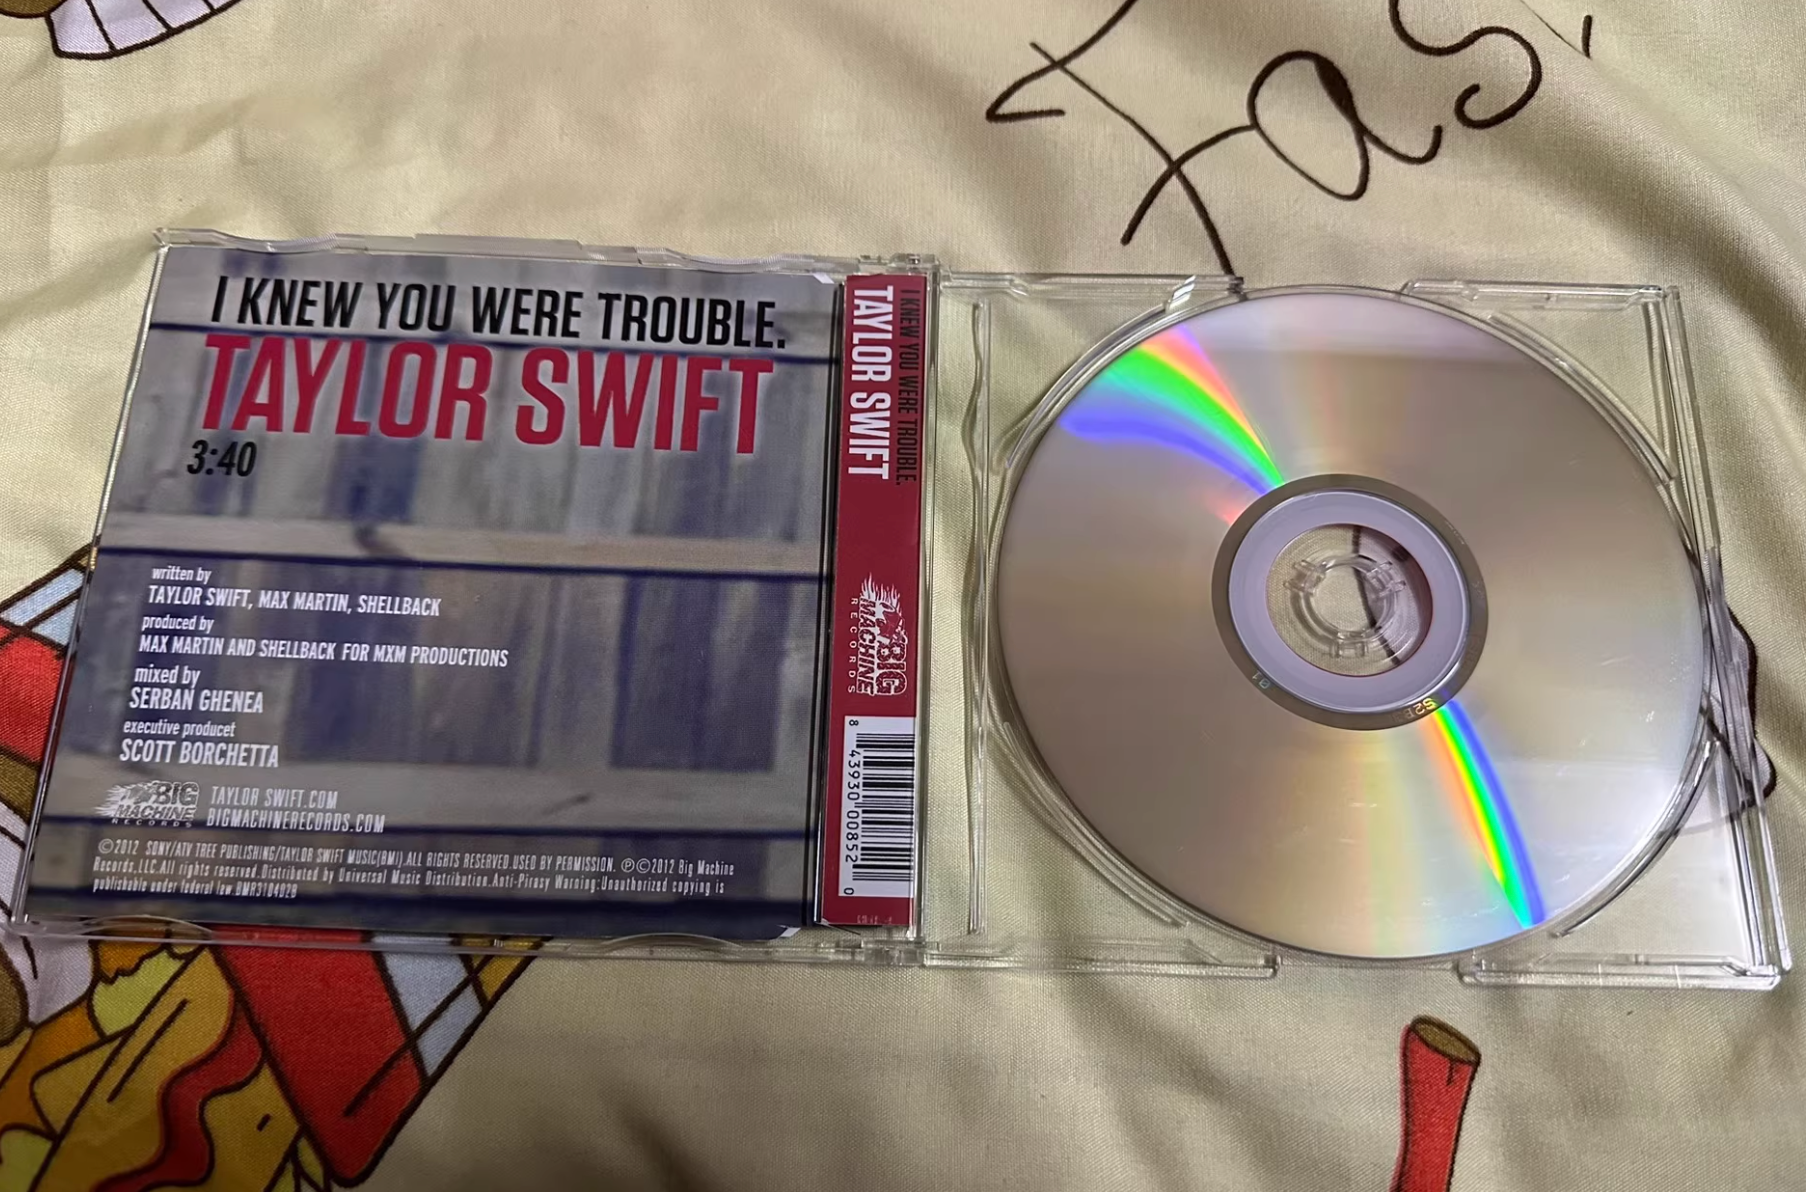 Fas
I KNEW YOU WERE TROUBLE.
TAYLOR SWIFT
3:40
written by
TAYLOR SWIFT, MAX MARTIN, SHELLBACK
produced by
MAX MARTIN AND SHELLBACK FOR MXM PRODUCTIONS
mixed by
SERBAN GHENEA
executive producet
SCOTT BORCHETTA
BIG
MACHINE
RECORDS
TAYLOR SWIFT.COM
BIGMACHINERECORDS.COM
©2012 SONY/ATV TREE PUBLISHING/TAYLOR SWIFT MUSIC(BMI).ALL RIGHTS RESERVED.USED BY PERMISSION. ℗©2012 Big Machine
Records,LLC.All rights reserved.Distributed by Universal Music Distribution.Anti-Pirasy Warning:Unauthorized copying is
publishable under federal law.BMR310402B
I KNEW YOU WERE TROUBLE.
TAYLOR SWIFT
BIG
MACHINE
RECORDS
8 43930 00852 0